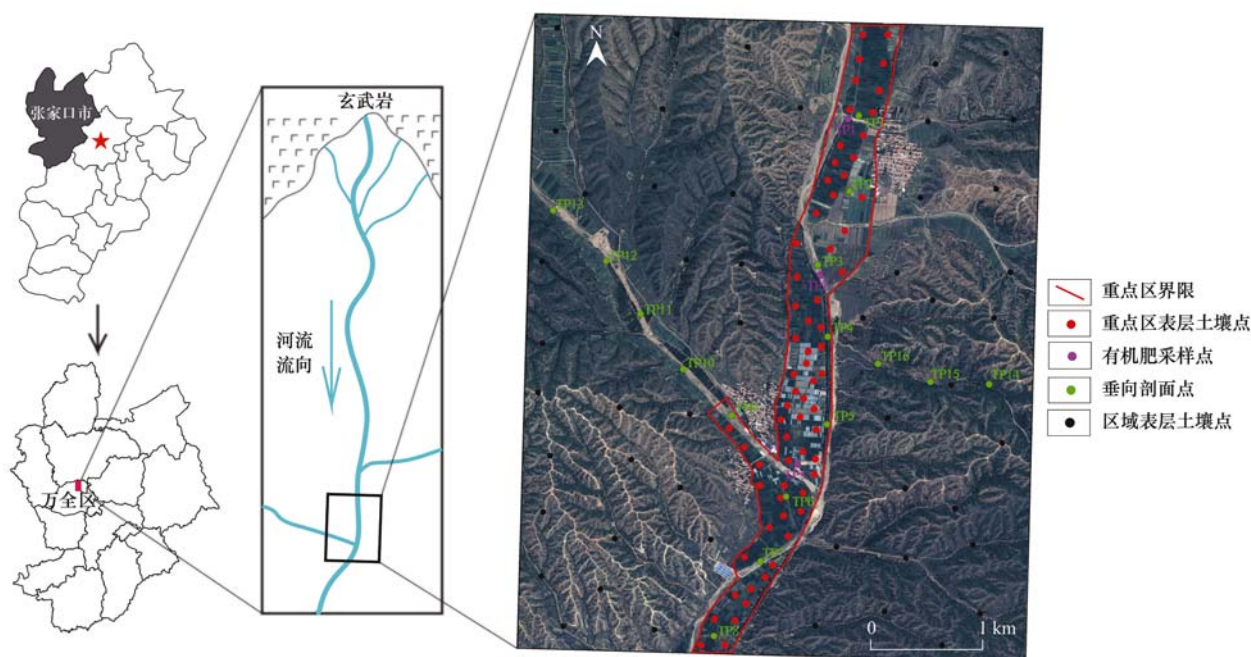 张家口市
万全区
玄武岩
河流
流向
N
TP1
TP2
TP3
TP4
TP5
TP6
TP8
TP10
TP11
TP12
TP13
TP14
TP15
TP16
0
1 km
重点区界限
重点区表层土壤点
有机肥采样点
垂向剖面点
区域表层土壤点